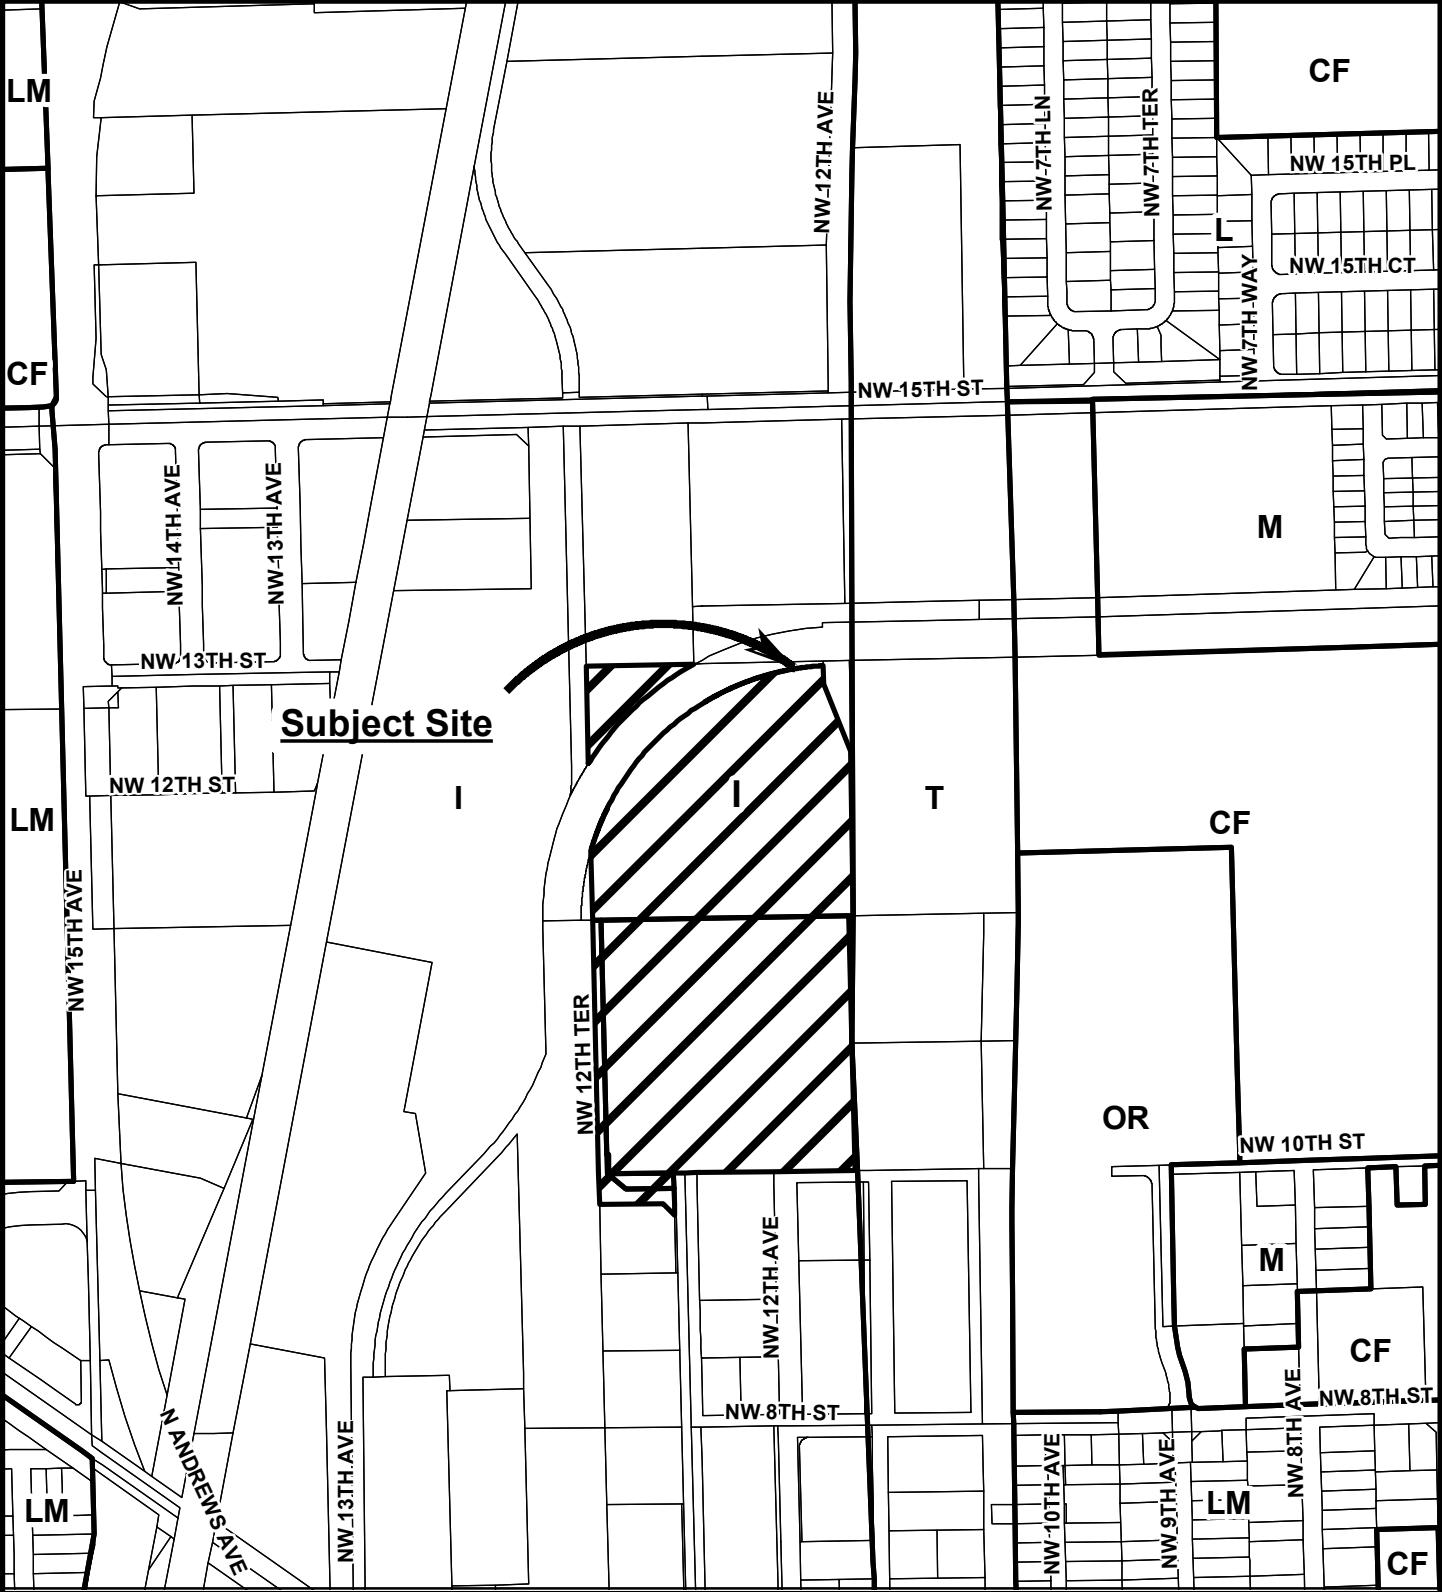 CF
LM
NW 12TH AVE
NW 7TH LN
NW 7TH TER
NW 15TH PL
L
NW 15TH CT
NW 7TH WAY
CF
NW 15TH ST
NW 14TH AVE
NW 13TH AVE
M
NW 13TH ST
Subject Site
NW 12TH ST
I
I
T
LM
CF
NW 15TH AVE
NW 12TH TER
OR
NW 10TH ST
NW 12TH AVE
M
CF
NW 8TH ST
NW 8TH ST
NW 8TH AVE
N ANDREWS AVE
NW 13TH AVE
NW 10TH AVE
NW 9TH AVE
LM
LM
CF